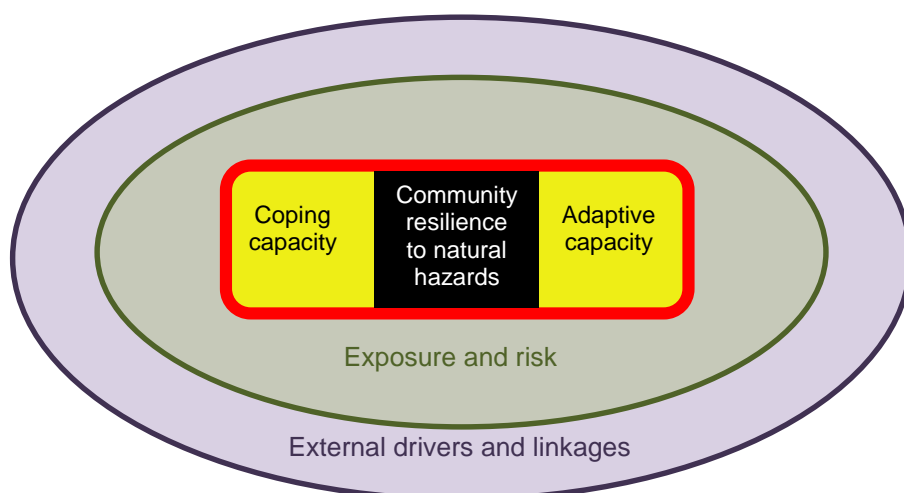 Coping
capacity
Community
resilience
to natural
hazards
Adaptive
capacity
Exposure and risk
External drivers and linkages